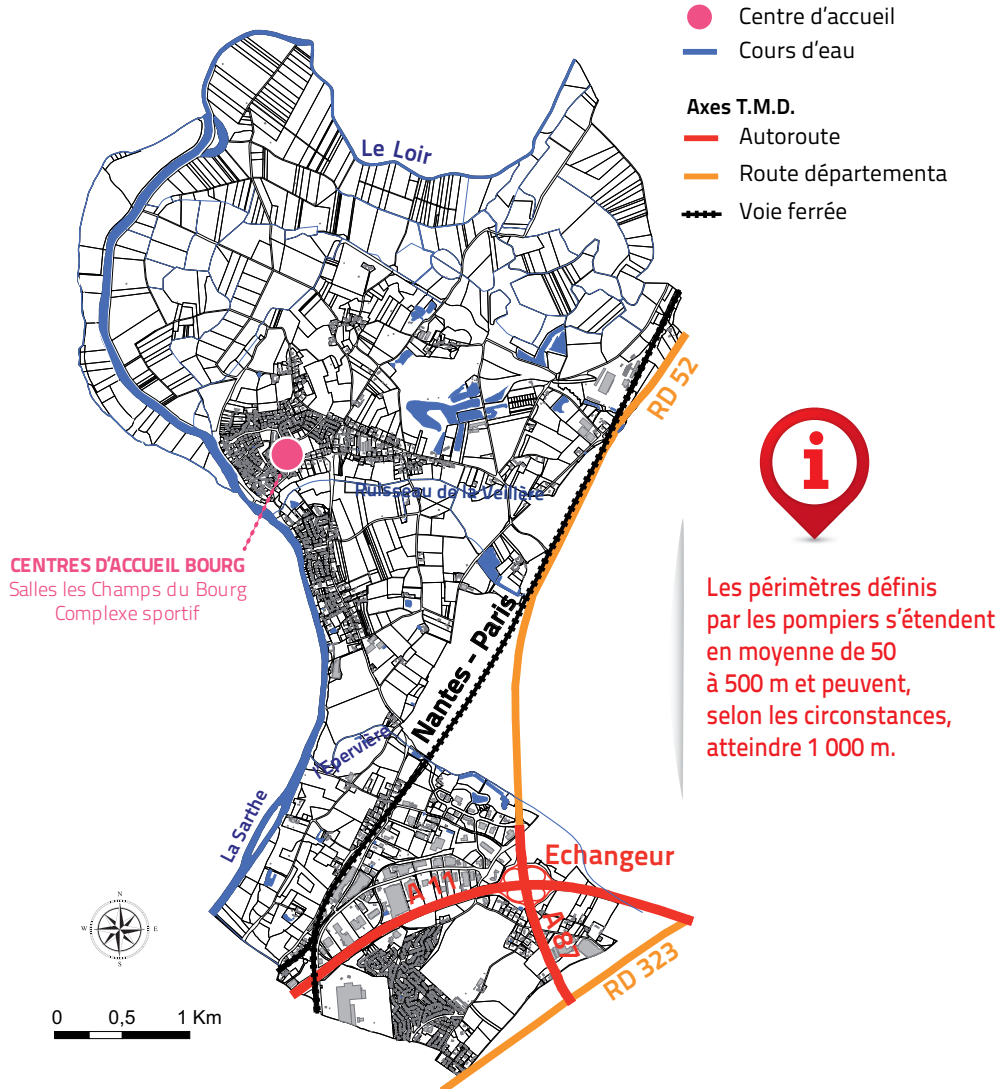 Centre d'accueil
Cours d'eau
Axes T.M.D.
Autoroute
Route départementa
Voie ferrée
Le Loir
RD 52
Ruisseau de la Veillère
CENTRES D'ACCUEIL BOURG
Salles les Champs du Bourg
Complexe sportif
Les périmètres définis
par les pompiers s'étendent
en moyenne de 50
à 500 m et peuvent,
selon les circonstances,
atteindre 1 000 m.
Nantes - Paris
l'Epervière
La Sarthe
Echangeur
A 11
A 87
RD 323
N
W
E
S
0 0,5 1 Km